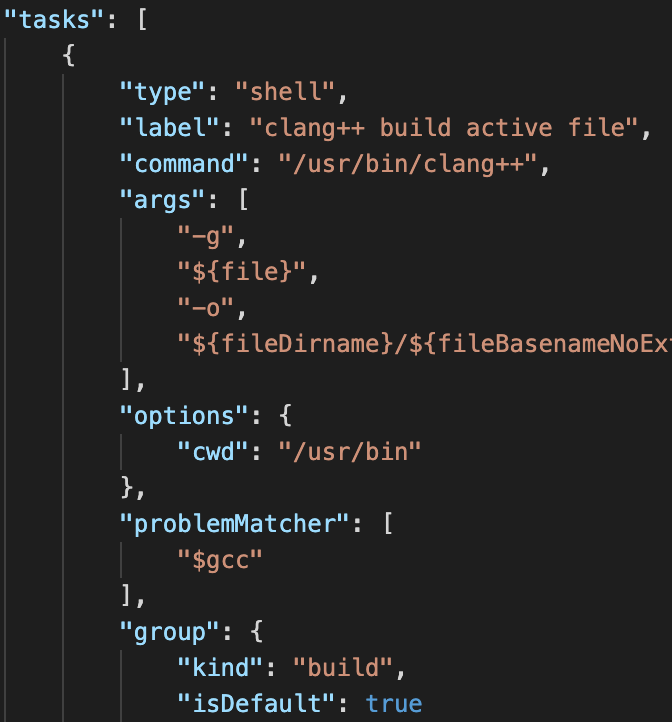 "tasks": [
{
"type": "shell",
"label": "clang++ build active file",
"command": "/usr/bin/clang++",
"args": [
"-g",
"${file}",
"-o",
"${fileDirname}/${fileBasenameNoExt
],
"options": {
"cwd": "/usr/bin"
},
"problemMatcher": [
"$gcc"
],
"group": {
"kind": "build",
"isDefault": true